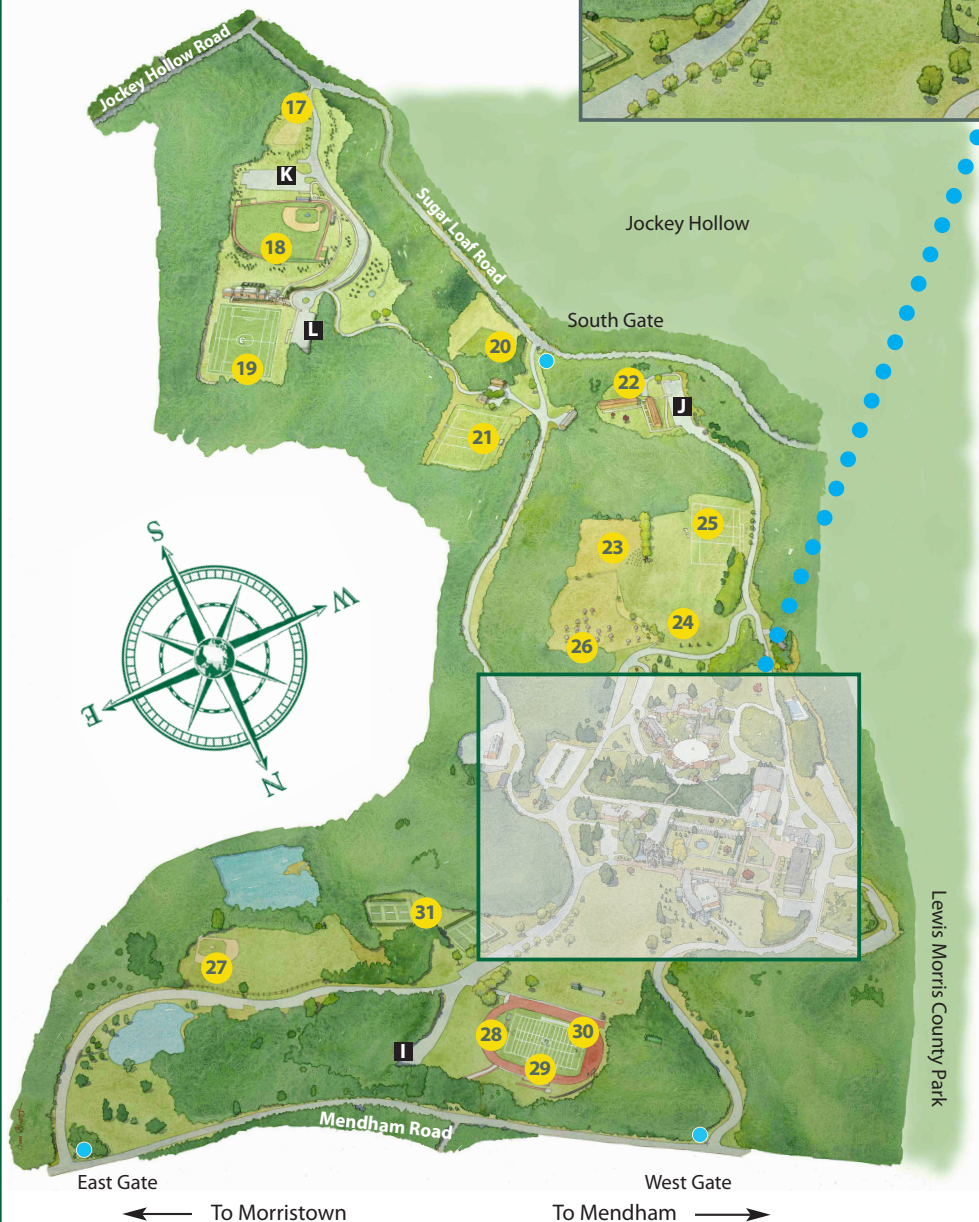 Jockey Hollow Road
17
K
Sugar Loaf Road
Jockey Hollow
18
South Gate
L
20
19
22
J
21
25
23
S
W
24
26
E
N
31
27
Lewis Morris County Park
28
30
I
29
Mendham Road
East Gate
West Gate
To Morristown
To Mendham